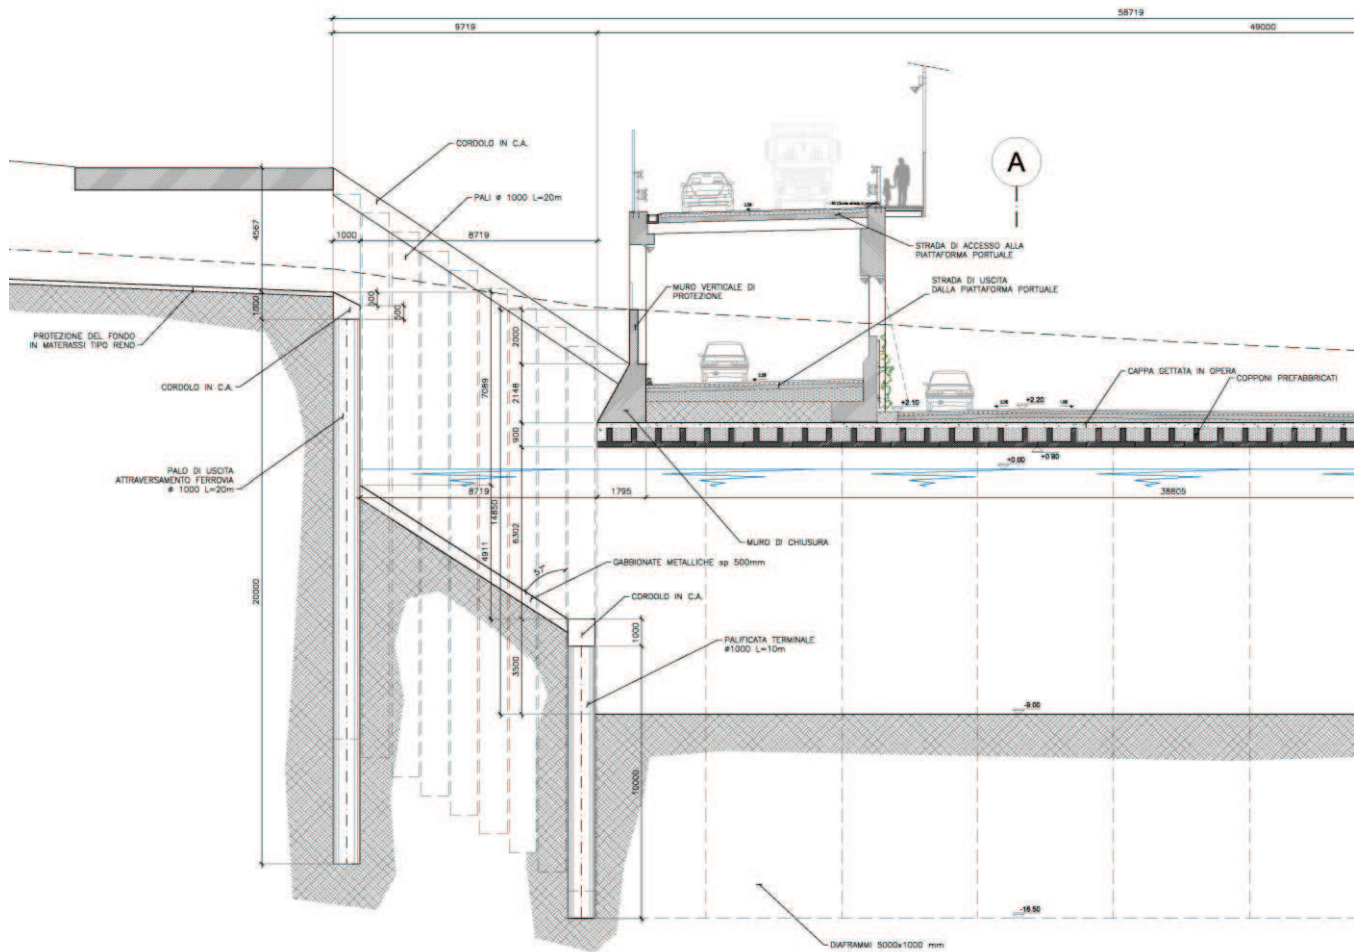 58719
9719
49000
CORDOLO IN C.A.
A
PALI ø 1000 L=20m
4567
1000
8719
STRADA DI ACCESSO ALLA
PIATTAFORMA PORTUALE
STRADA DI USCITA
DALLA PIATTAFORMA PORTUALE
MURO VERTICALE DI
PROTEZIONE
1000
500
500
PROTEZIONE DEL FONDO
IN MATERASSI TIPO RENO
2000
CORDOLO IN C.A.
7089
2148
CAPPA GETTATA IN OPERA
COPPONI PREFABBRICATI
+2.10
+2.20
900
+0.00
+0.90
PALO DI USCITA
ATTRAVERSAMENTO FERROVIA
ø 1000 L=20m
8719
1795
38805
14850
6302
4911
MURO DI CHIUSURA
GABBIONATE METALLICHE sp 500mm
CORDOLO IN C.A.
20000
1000
PALIFICATA TERMINALE
ø1000 L=10m
3500
-9.00
10000
-16.50
DIAFRAMMI 5000x1000 mm